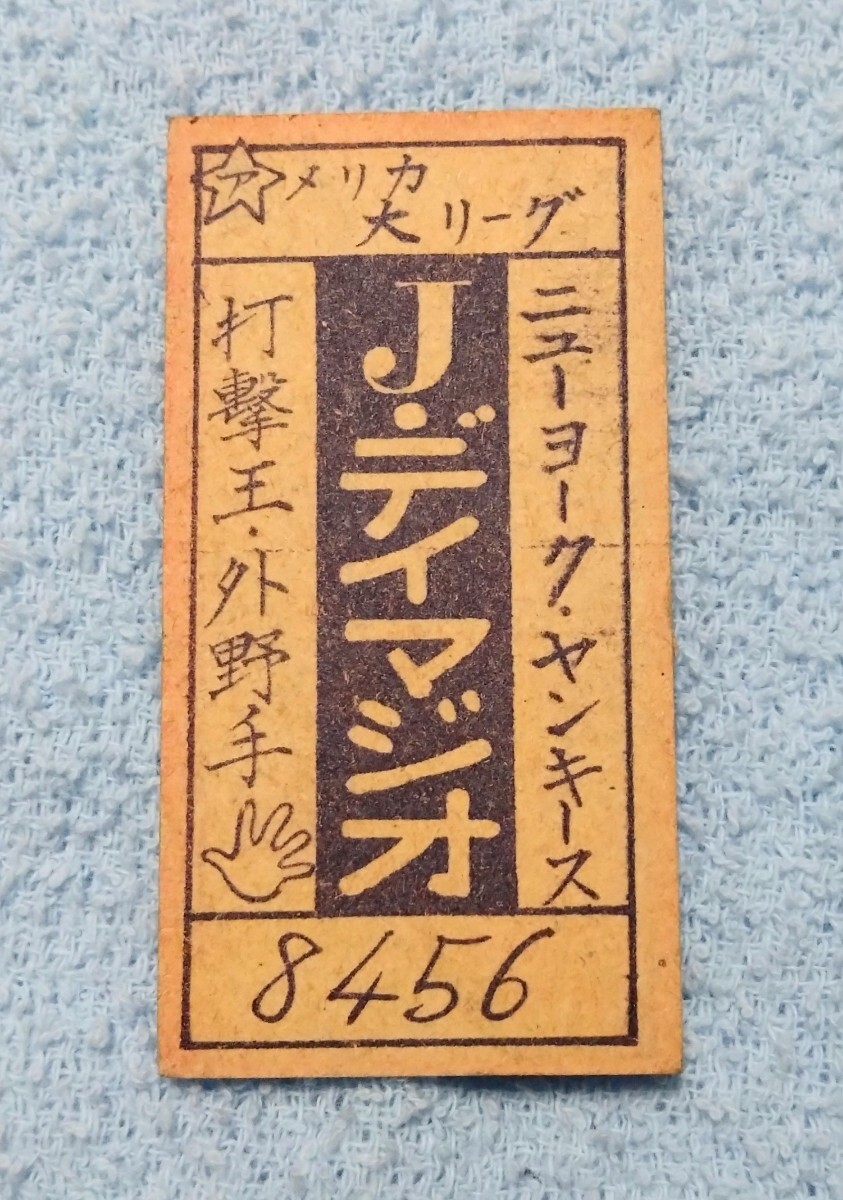 アメリカ
大リーグ
ニューヨーク・ヤンキース
J.ディマジオ
打撃王・外野手
8456